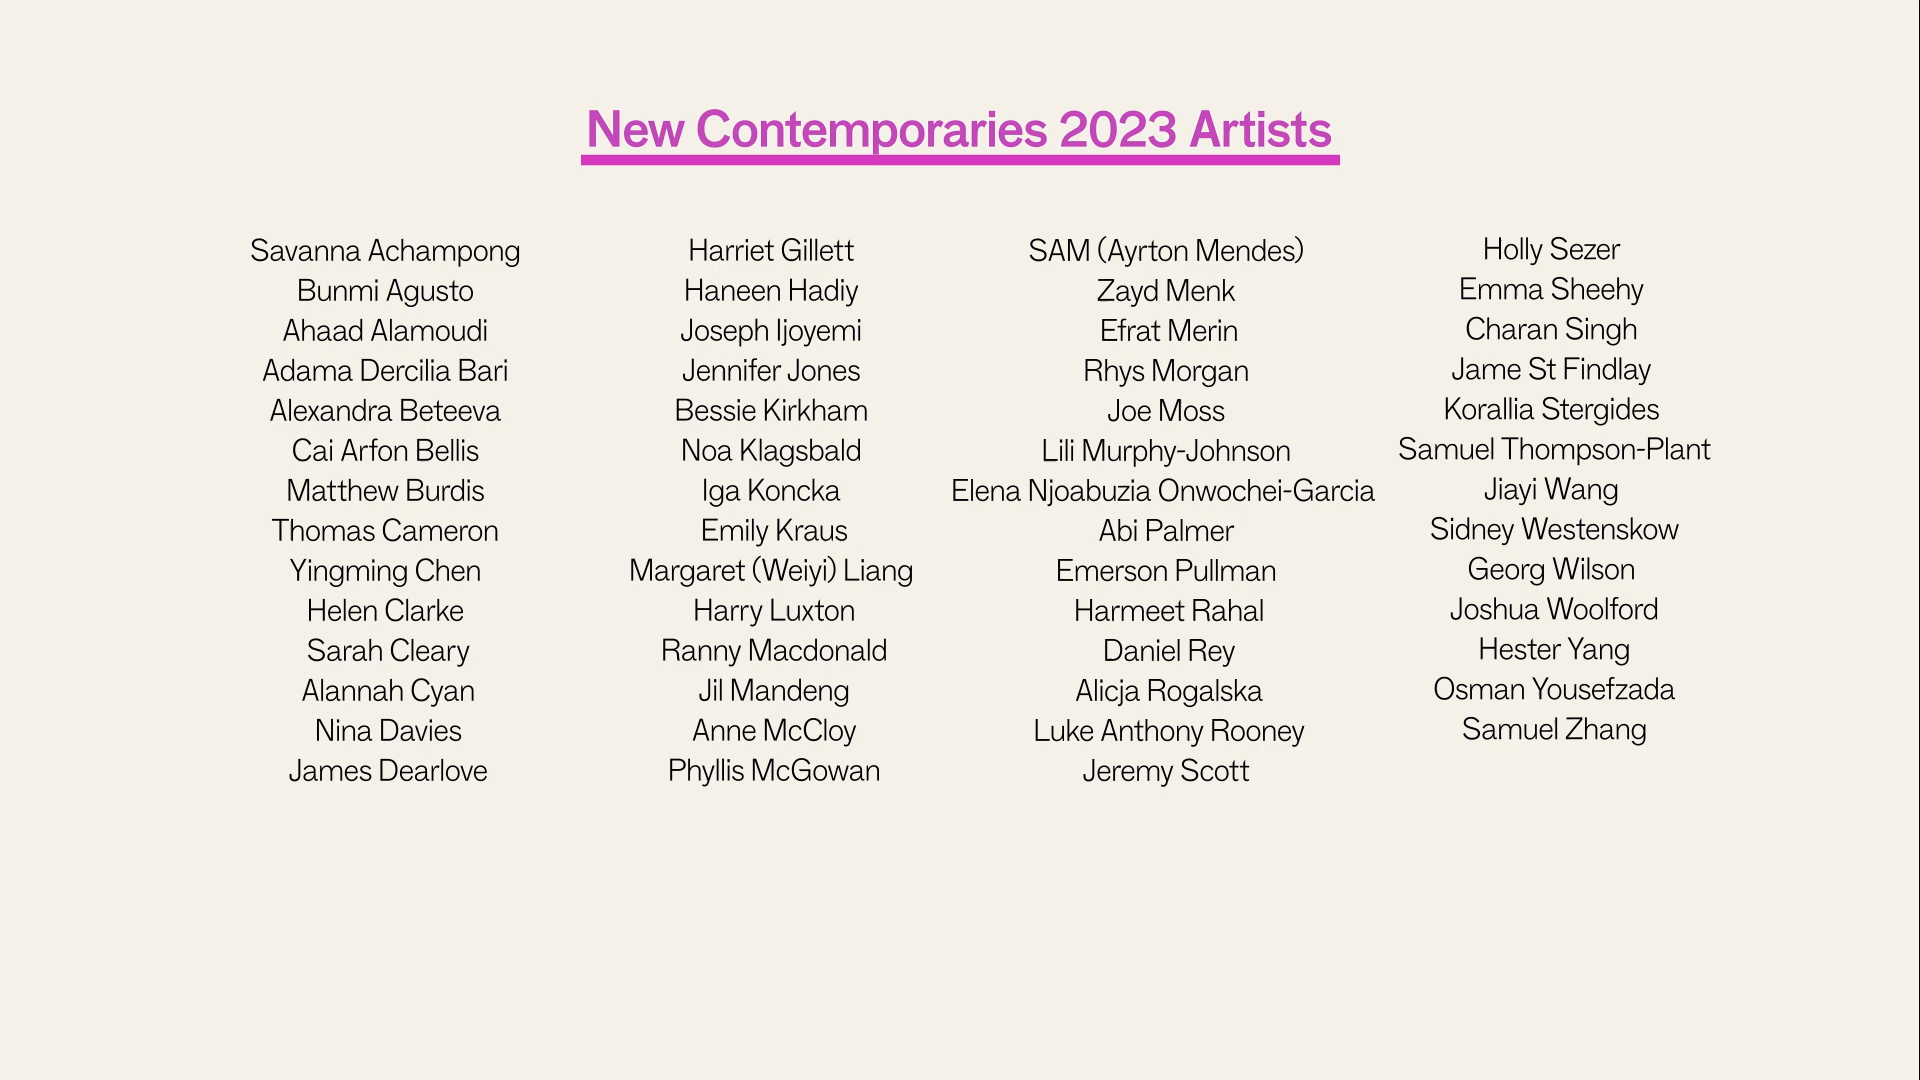 New Contemporaries 2023 Artists
Savanna Achampong
Bunmi Agusto
Ahaad Alamoudi
Adama Dercilia Bari
Alexandra Beteeva
Cai Arfon Bellis
Matthew Burdis
Thomas Cameron
Yingming Chen
Helen Clarke
Sarah Cleary
Alannah Cyan
Nina Davies
James Dearlove
Harriet Gillett
Haneen Hadiy
Joseph Ijoyemi
Jennifer Jones
Bessie Kirkham
Noa Klagsbald
Iga Koncka
Emily Kraus
Margaret (Weiyi) Liang
Harry Luxton
Ranny Macdonald
Jil Mandeng
Anne McCloy
Phyllis McGowan
SAM (Ayrton Mendes)
Zayd Menk
Efrat Merin
Rhys Morgan
Joe Moss
Lili Murphy-Johnson
Elena Njoabuzia Onwochei-Garcia
Abi Palmer
Emerson Pullman
Harmeet Rahal
Daniel Rey
Alicja Rogalska
Luke Anthony Rooney
Jeremy Scott
Holly Sezer
Emma Sheehy
Charan Singh
Jame St Findlay
Korallia Stergides
Samuel Thompson-Plant
Jiayi Wang
Sidney Westenskow
Georg Wilson
Joshua Woolford
Hester Yang
Osman Yousefzada
Samuel Zhang